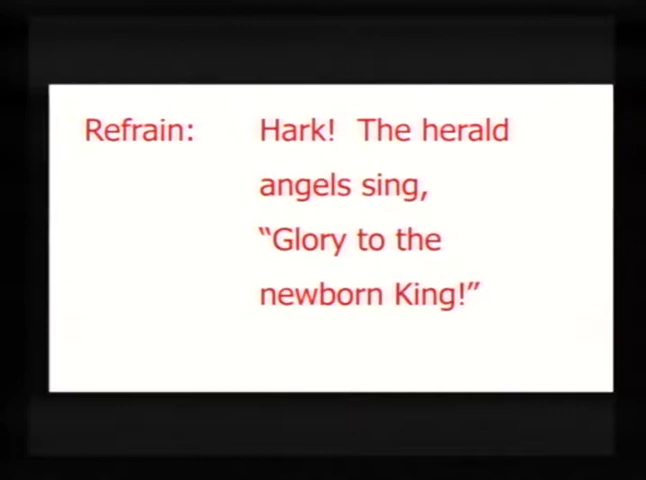 Refrain: Hark! The herald
angels sing,
“Glory to the
newborn King!”